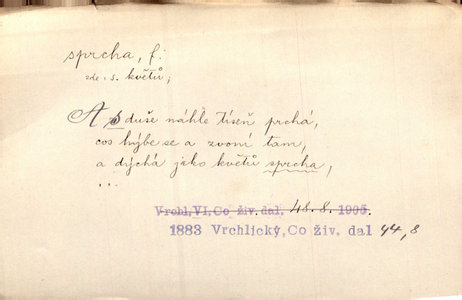 sprcha, f.:
zde: s. květů;
A s duše náhle tíseň prchá,
cos hýbe se a zvoní tam,
a dýchá jako květů sprcha,
...
Vrchl, VI, Co živ. dal. 48.8. 1905.
1883 Vrchlický, Co živ. dal 44,8